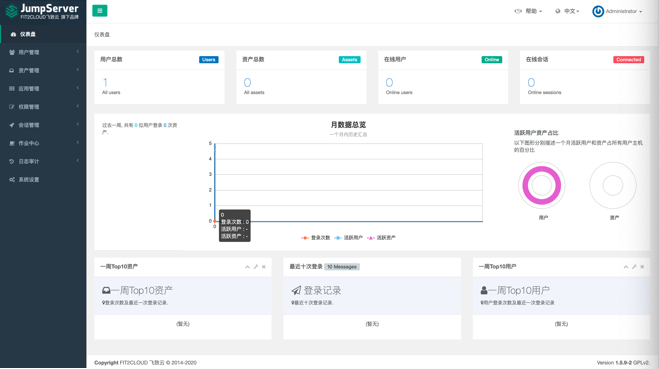 JumpServer
FIT2CLOUD飞致云 旗下品牌
帮助
中文
Administrator
仪表盘
用户管理
资产管理
应用管理
权限管理
会话管理
作业中心
日志审计
系统设置
仪表盘
用户总数 Users
1
All users
资产总数 Assets
0
All assets
在线用户 Online
0
Online users
在线会话 Connected
0
Online sessions
过去一周, 共有 0 位用户登录 0 次资产.
月数据总览
一个月内历史汇总
5
4
3
2
1
0
0
0
登录次数 : 0
活跃用户 : -
活跃资产 : -
登录次数 活跃用户 活跃资产
活跃用户资产占比
以下图形分别描述一个月活跃用户和资产占所有用户主机的百分比
用户
资产
一周Top10资产
一周Top10资产
登录次数及最近一次登录记录.
(暂无)
最近十次登录 10 Messages
登录记录
最近十次登录.
(暂无)
一周Top10用户
一周Top10用户
用户登录次数及最近一次登录记录
(暂无)
Copyright FIT2CLOUD 飞致云 © 2014-2020
Version 1.5.9-2 GPLv2.